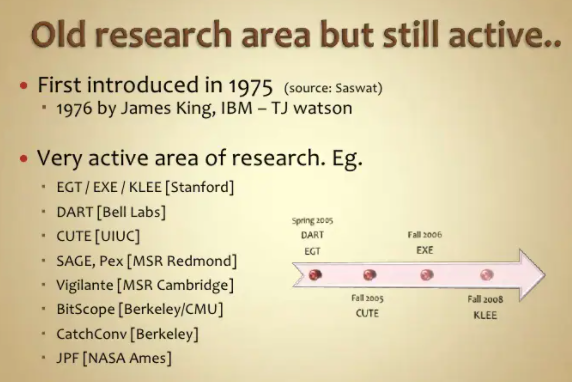 Old research area but still active..
First introduced in 1975 (source: Saswat)
1976 by James King, IBM – TJ watson
Very active area of research. Eg.
EGT / EXE / KLEE [Stanford]
DART [Bell Labs]
CUTE [UIUC]
SAGE, Pex [MSR Redmond]
Vigilante [MSR Cambridge]
BitScope [Berkeley/CMU]
CatchConv [Berkeley]
JPF [NASA Ames]
Spring 2005
DART
EGT
Fall 2005
CUTE
Fall 2006
EXE
Fall 2008
KLEE